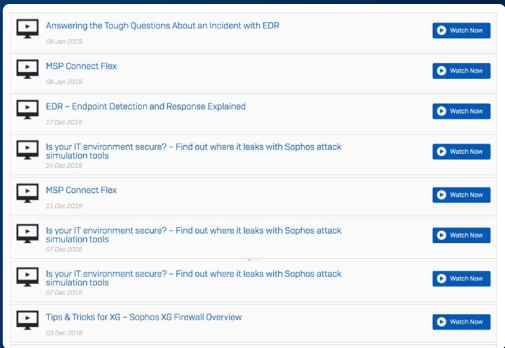 Answering the Tough Questions About an Incident with EDR
Watch Now
08 Jan 2019
MSP Connect Flex
Watch Now
08 Jan 2019
EDR – Endpoint Detection and Response Explained
Watch Now
17 Dec 2018
Is your IT environment secure? – Find out where it leaks with Sophos attack
simulation tools
Watch Now
14 Dec 2018
MSP Connect Flex
Watch Now
11 Dec 2018
Is your IT environment secure? – Find out where it leaks with Sophos attack
simulation tools
Watch Now
07 Dec 2018
Is your IT environment secure? – Find out where it leaks with Sophos attack
simulation tools
Watch Now
07 Dec 2018
Tips & Tricks for XG – Sophos XG Firewall Overview
Watch Now
03 Dec 2018